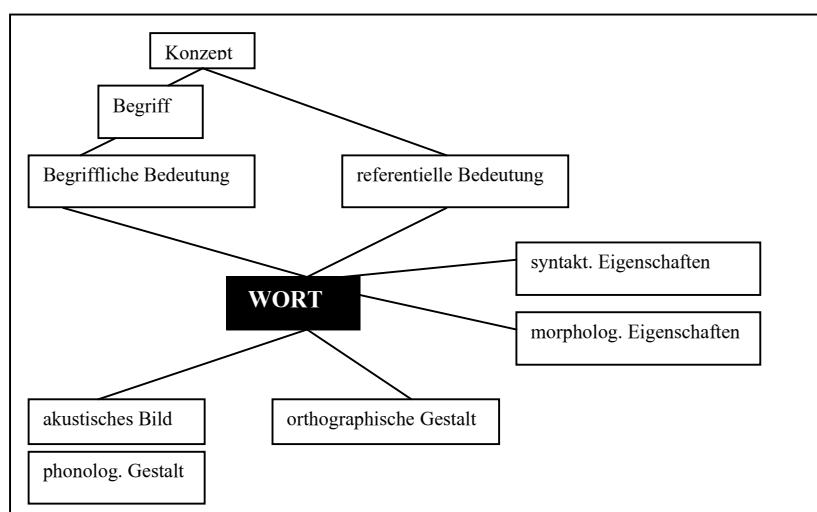 Konzept
Begriff
Begriffliche Bedeutung
referentielle Bedeutung
syntakt. Eigenschaften
WORT
morpholog. Eigenschaften
akustisches Bild
orthographische Gestalt
phonolog. Gestalt